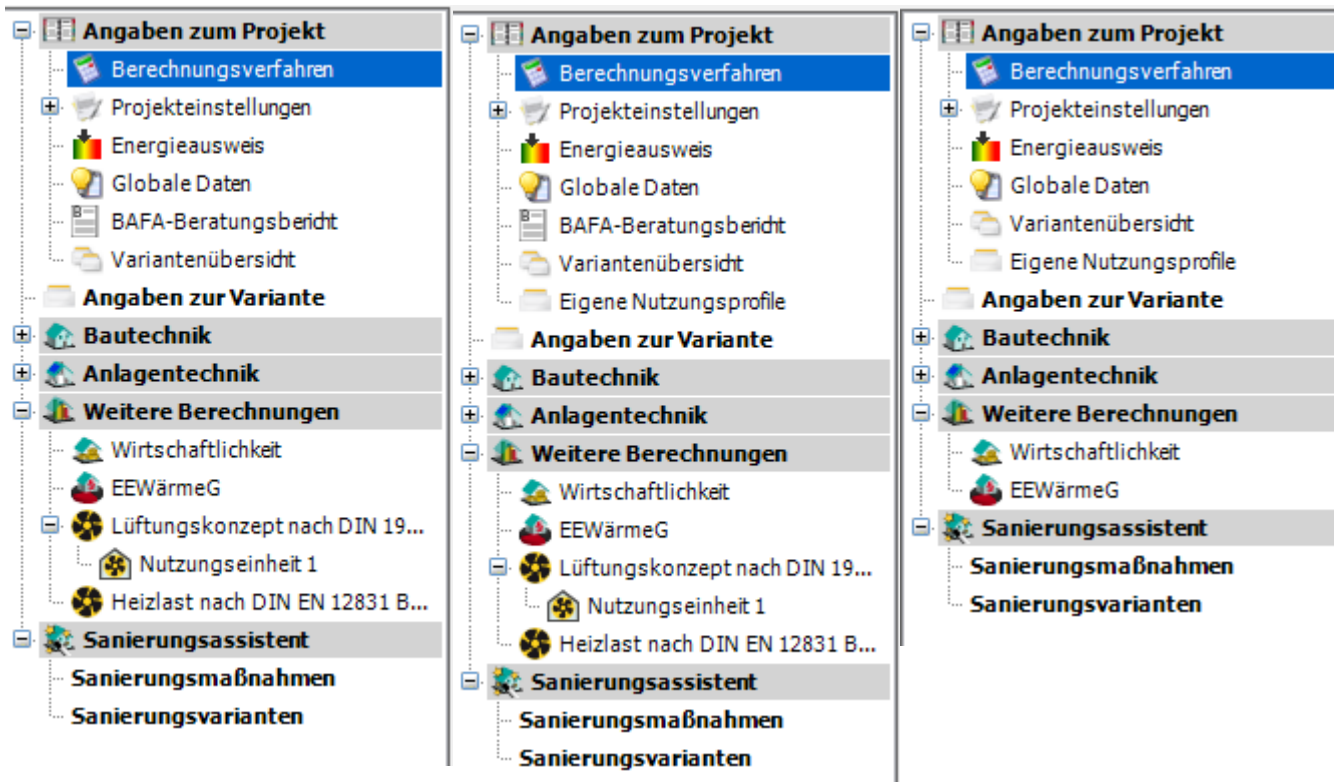 Angaben zum Projekt
Berechnungsverfahren
Projekteinstellungen
Energieausweis
Globale Daten
BAFA-Beratungsbericht
Variantenübersicht
Angaben zur Variante
Bautechnik
Anlagentechnik
Weitere Berechnungen
Wirtschaftlichkeit
EEWärmeG
Lüftungskonzept nach DIN 19...
Nutzungseinheit 1
Heizlast nach DIN EN 12831 B...
Sanierungsassistent
Sanierungsmaßnahmen
Sanierungsvarianten
Angaben zum Projekt
Berechnungsverfahren
Projekteinstellungen
Energieausweis
Globale Daten
BAFA-Beratungsbericht
Variantenübersicht
Eigene Nutzungsprofile
Angaben zur Variante
Bautechnik
Anlagentechnik
Weitere Berechnungen
Wirtschaftlichkeit
EEWärmeG
Lüftungskonzept nach DIN 19...
Nutzungseinheit 1
Heizlast nach DIN EN 12831 B...
Sanierungsassistent
Sanierungsmaßnahmen
Sanierungsvarianten
Angaben zum Projekt
Berechnungsverfahren
Projekteinstellungen
Energieausweis
Globale Daten
Variantenübersicht
Eigene Nutzungsprofile
Angaben zur Variante
Bautechnik
Anlagentechnik
Weitere Berechnungen
Wirtschaftlichkeit
EEWärmeG
Sanierungsassistent
Sanierungsmaßnahmen
Sanierungsvarianten